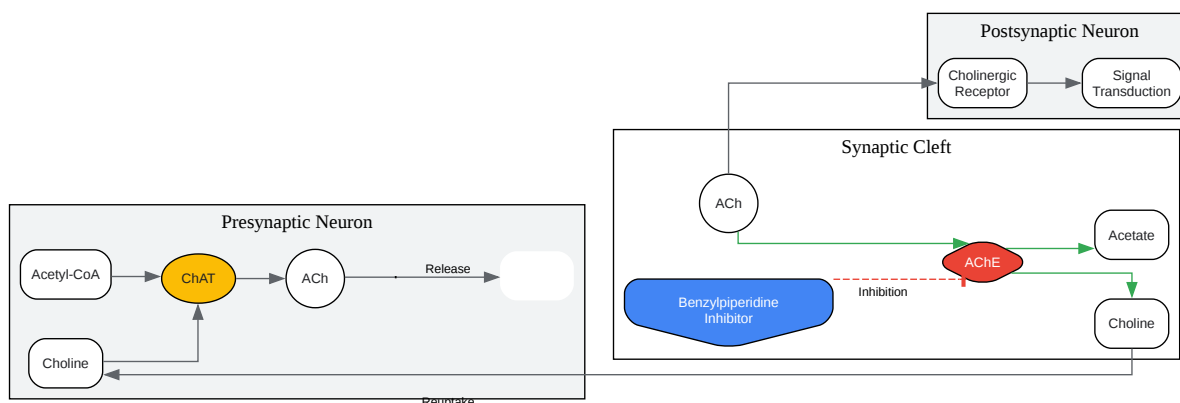 Postsynaptic Neuron
Cholinergic
Receptor
Signal
Transduction
Synaptic Cleft
ACh
Acetate
AChE
Inhibition
Benzylpiperidine
Inhibitor
Choline
Presynaptic Neuron
Acetyl-CoA
ChAT
ACh
Release
Choline
Reuptake